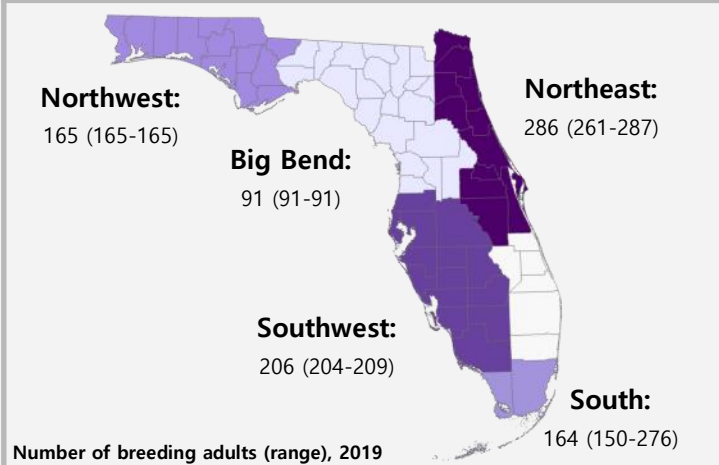 Northwest:
165 (165-165)
Northeast:
286 (261-287)
Big Bend:
91 (91-91)
Southwest:
206 (204-209)
South:
164 (150-276)
Number of breeding adults (range), 2019